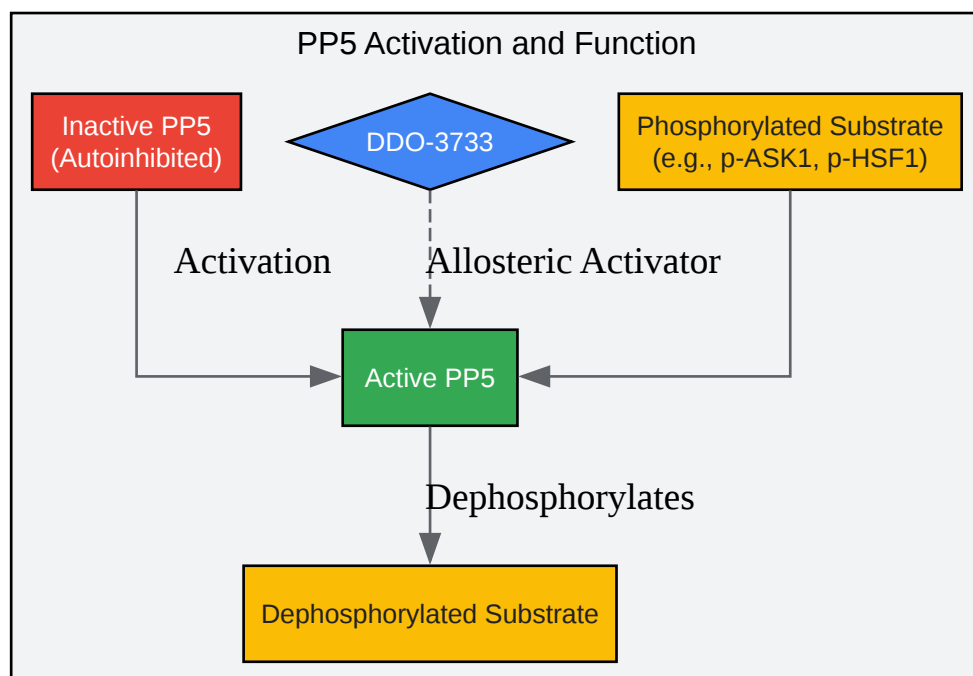 PP5 Activation and Function
Inactive PP5
(Autoinhibited)
DDO-3733
Phosphorylated Substrate
(e.g., p-ASK1, p-HSF1)
Activation
Allosteric Activator
Active PP5
Dephosphorylates
Dephosphorylated Substrate